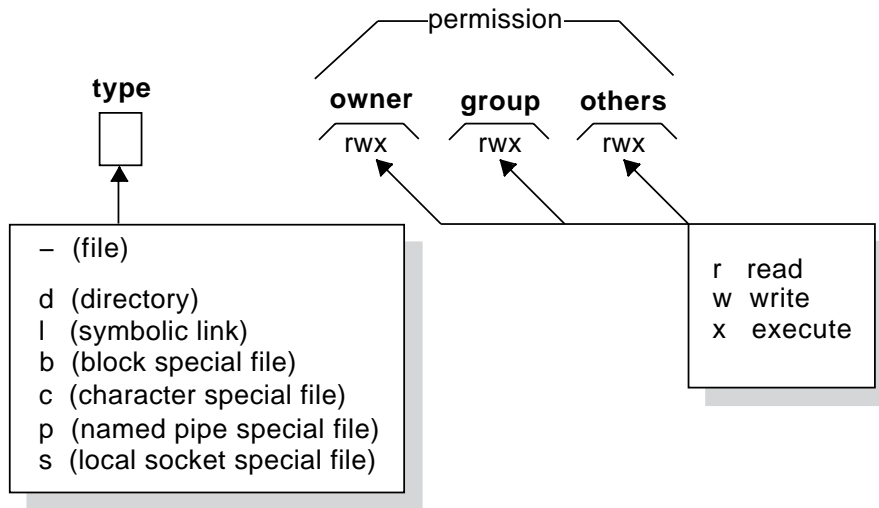 permission
type
owner group others
rwx rwx rwx
– (file)
d (directory)
l (symbolic link)
b (block special file)
c (character special file)
p (named pipe special file)
s (local socket special file)
r read
w write
x execute